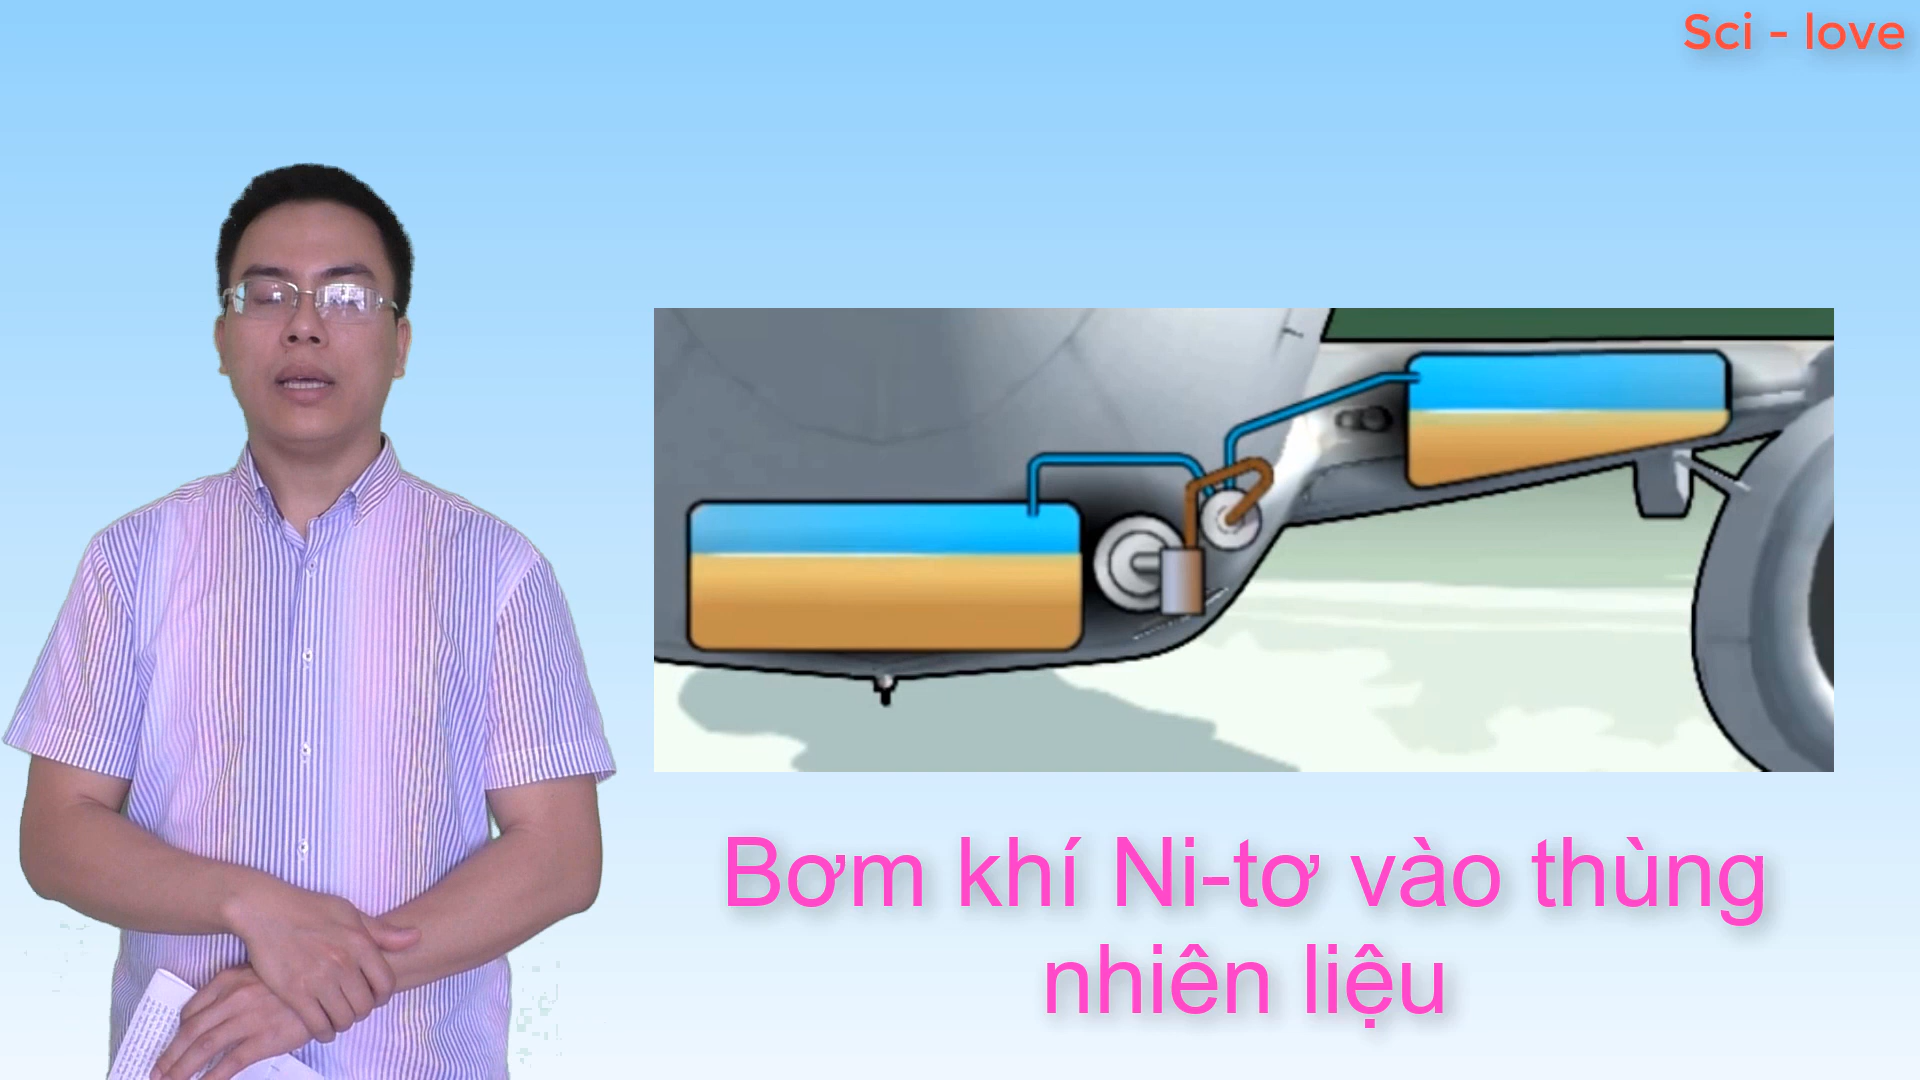 Sci - love
Bơm khí Ni-tơ vào thùng
nhiên liệu